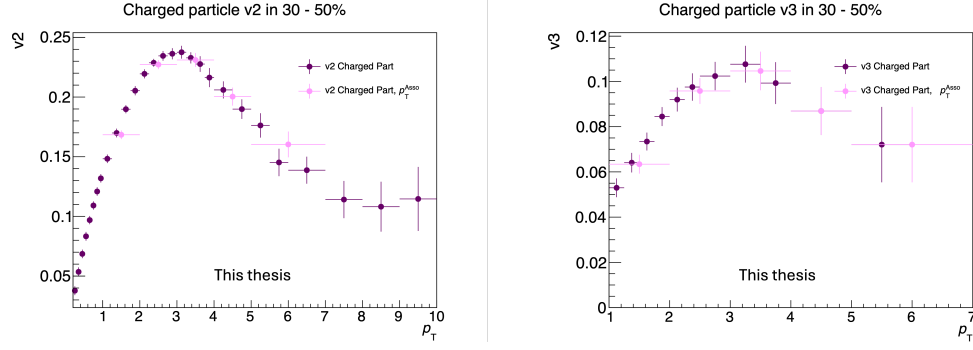 Charged particle v2 in 30 - 50%
v2
0.25
0.2
0.15
0.1
0.05
v2 Charged Part
v2 Charged Part, p_T^Asso
This thesis
1 2 3 4 5 6 7 8 9 10
p_T
Charged particle v3 in 30 - 50%
v3
0.12
0.1
0.08
0.06
0.04
0.02
0
v3 Charged Part
v3 Charged Part, p_T^Asso
This thesis
1 2 3 4 5 6 7
p_T